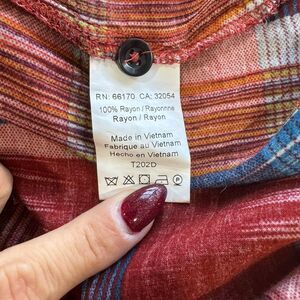 RN: 66170 CA: 32054
100% Rayon / Rayonne
Rayon / Rayon
Made in Vietnam
Fabriqué au Vietnam
Hecho en Vietnam
T202D